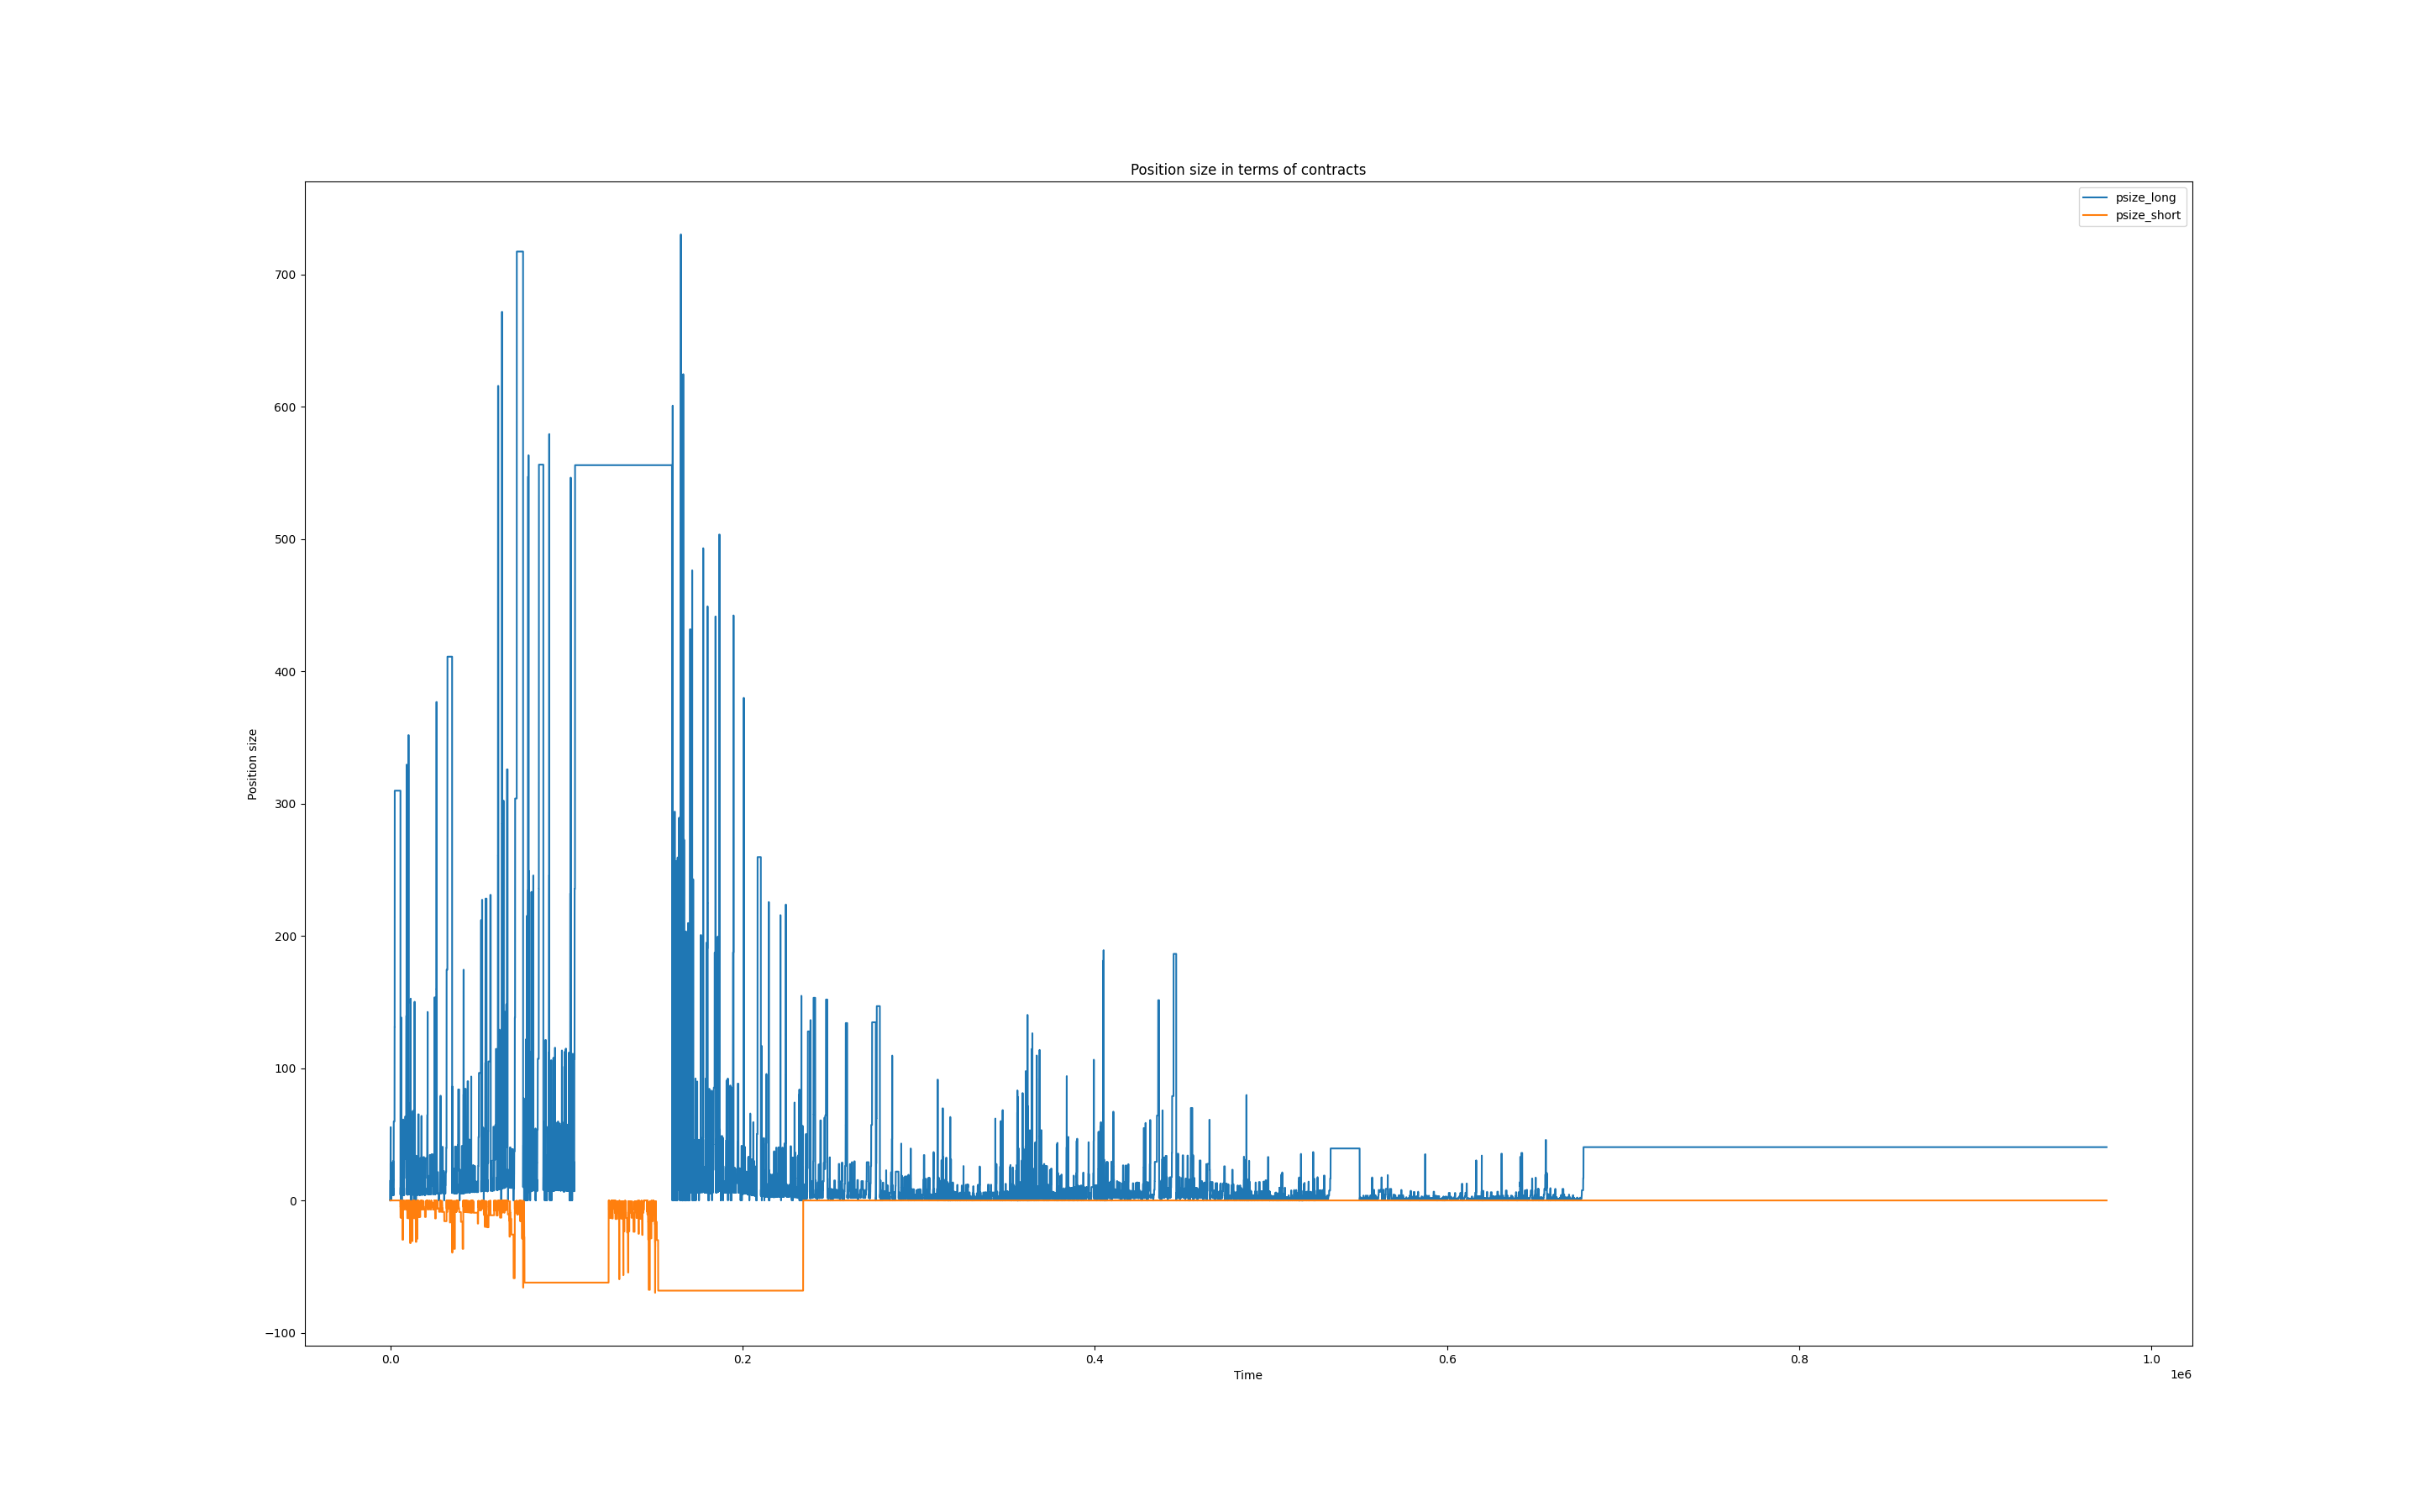 Position size in terms of contracts
psize_long
psize_short
700
600
500
400
300
200
100
0
−100
Position size
0.0 0.2 0.4 0.6 0.8 1.0
Time
1e6